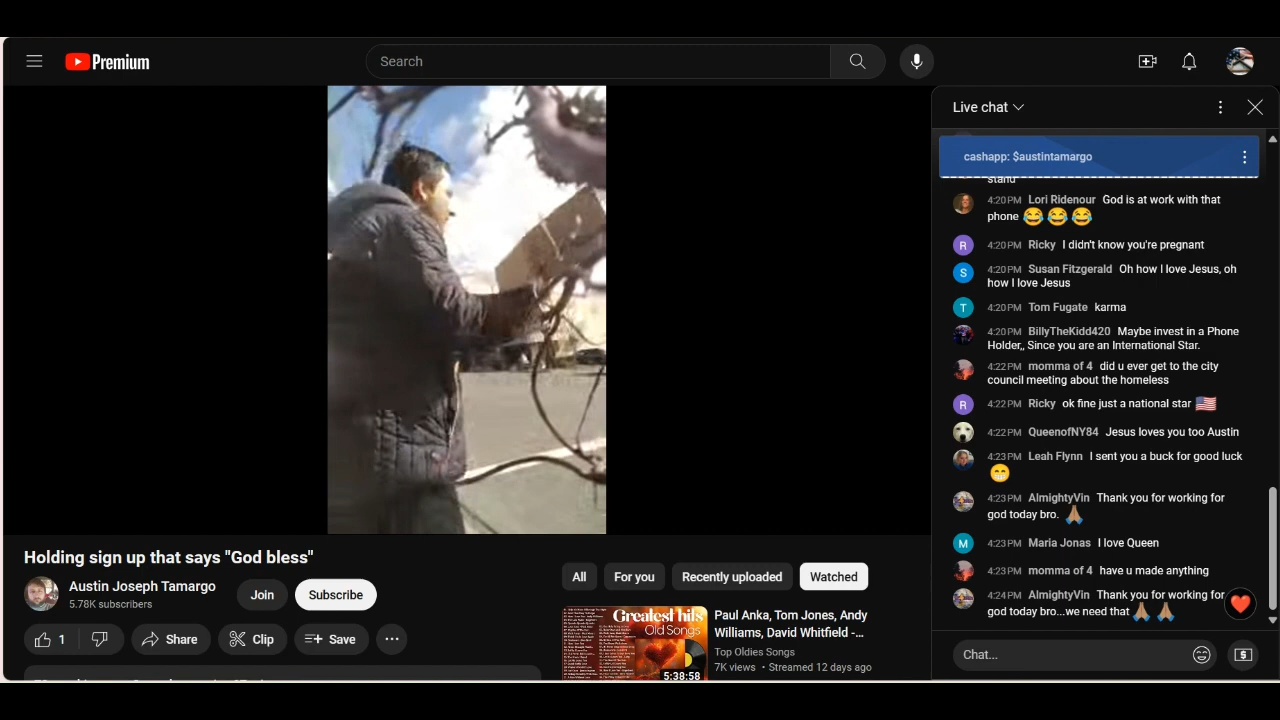 Premium
Search
Live chat
cashapp: $austintamargo
stand
4:20 PM Lori Ridenour God is at work with that
phone 😂😂😂
R 4:20 PM Ricky I didn't know you're pregnant
S 4:20 PM Susan Fitzgerald Oh how I love Jesus, oh
how I love Jesus
T 4:20 PM Tom Fugate karma
4:20 PM BillyTheKidd420 Maybe invest in a Phone
Holder,, Since you are an International Star.
4:22 PM momma of 4 did u ever get to the city
council meeting about the homeless
R 4:22 PM Ricky ok fine just a national star 🇺🇸
4:22 PM QueenofNY84 Jesus loves you too Austin
4:23 PM Leah Flynn I sent you a buck for good luck
😁
4:23 PM AlmightyVin Thank you for working for
god today bro. 🙏🏽
M 4:23 PM Maria Jonas I love Queen
4:23 PM momma of 4 have u made anything
4:24 PM AlmightyVin Thank you for working for
god today bro...we need that 🙏🏽 🙏🏽
Chat...
Holding sign up that says "God bless"
Austin Joseph Tamargo
5.78K subscribers
Join
Subscribe
1
Share
Clip
Save
All
For you
Recently uploaded
Watched
Greatest hits
Old Songs
5:38:58
Paul Anka, Tom Jones, Andy
Williams, David Whitfield -...
Top Oldies Songs
7K views • Streamed 12 days ago